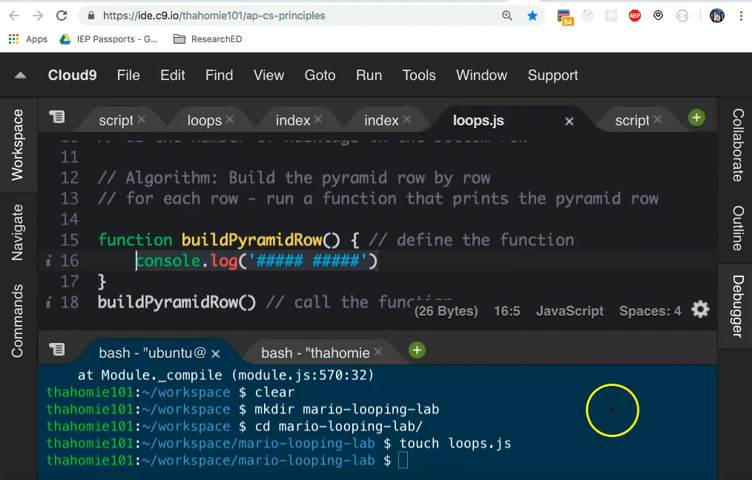 https://ide.c9.io/thahomie101/ap-cs-principles
34
ABP
Apps IEP Passports - G... ResearchED
Cloud9 File Edit Find View Goto Run Tools Window Support
script loops index index loops.js script
11
12 // Algorithm: Build the pyramid row by row
13 // for each row - run a function that prints the pyramid row
14
15 function buildPyramidRow() { // define the function
16 console.log('##### #####')
17 }
18 buildPyramidRow() // call the function
(26 Bytes) 16:5 JavaScript Spaces: 4
bash - "ubuntu@ bash - "thahomie
at Module._compile (module.js:570:32)
thahomie101:~/workspace $ clear
thahomie101:~/workspace $ mkdir mario-looping-lab
thahomie101:~/workspace $ cd mario-looping-lab/
thahomie101:~/workspace/mario-looping-lab $ touch loops.js
thahomie101:~/workspace/mario-looping-lab $
Workspace
Navigate
Commands
Collaborate
Outline
Debugger